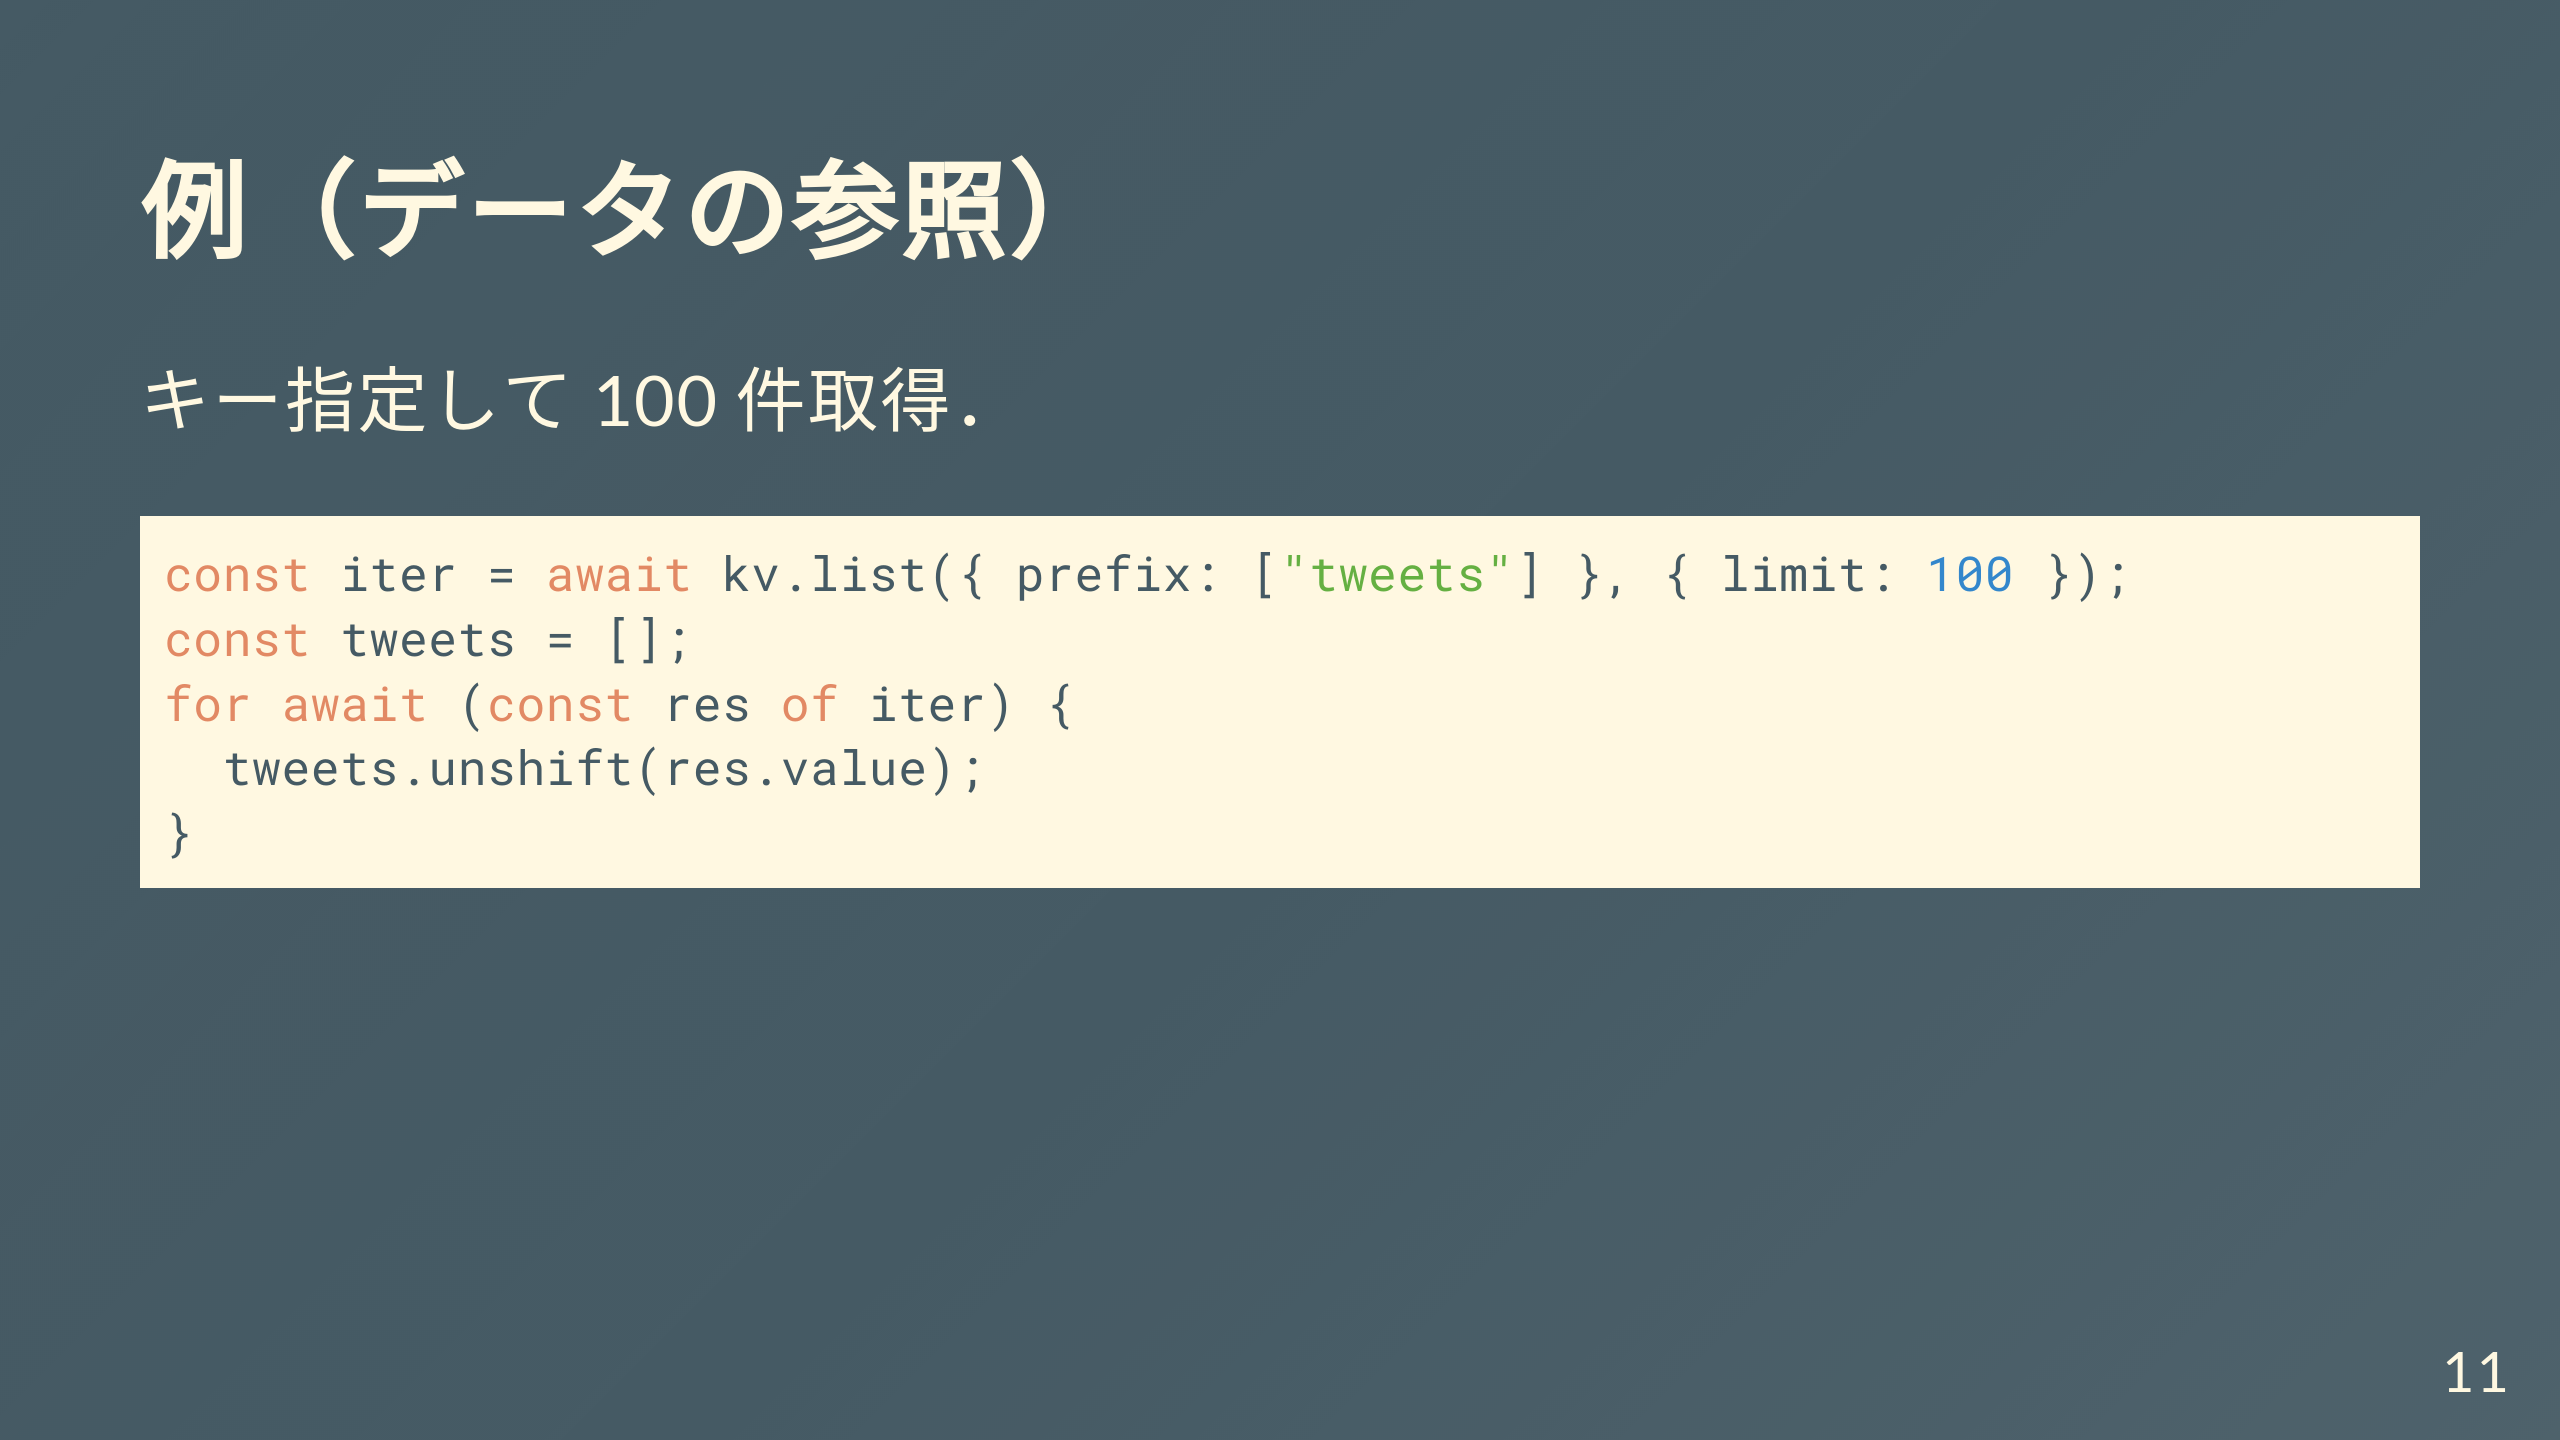 例（データの参照）
キー指定して 100 件取得．
const iter = await kv.list({ prefix: ["tweets"] }, { limit: 100 });
const tweets = [];
for await (const res of iter) {
  tweets.unshift(res.value);
}
11